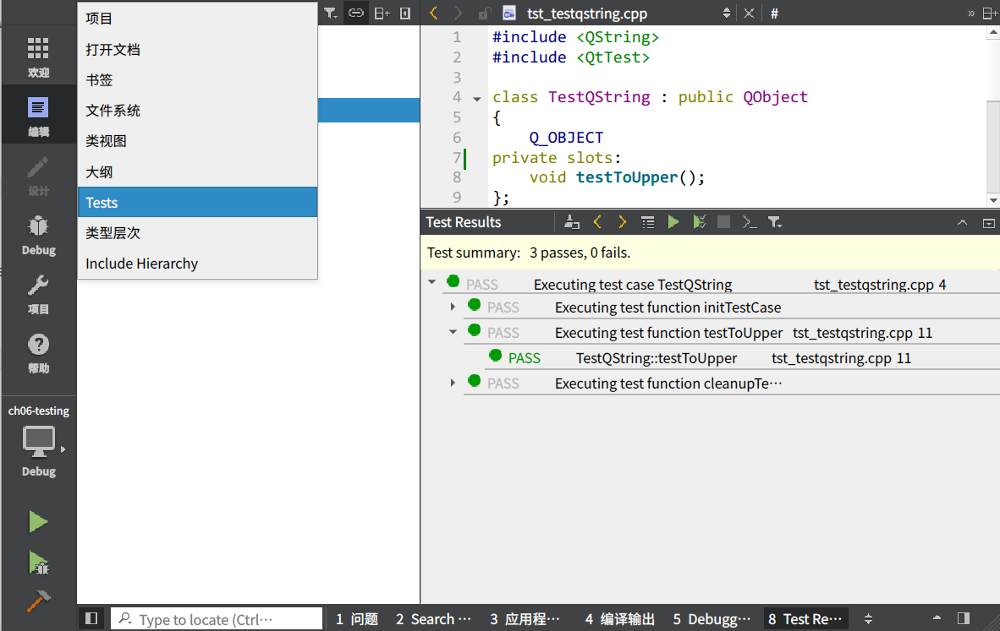 欢迎
编辑
设计
Debug
项目
帮助
ch06-testing
Debug
项目
打开文档
书签
文件系统
类视图
大纲
Tests
类型层次
Include Hierarchy
tst_testqstring.cpp
#
»
1 #include <QString>
2 #include <QtTest>
3
4 class TestQString : public QObject
5 {
6 Q_OBJECT
7 private slots:
8 void testToUpper();
9 };
Test Results
Test summary: 3 passes, 0 fails.
PASS Executing test case TestQString tst_testqstring.cpp 4
PASS Executing test function initTestCase
PASS Executing test function testToUpper tst_testqstring.cpp 11
PASS TestQString::testToUpper tst_testqstring.cpp 11
PASS Executing test function cleanupTe…
Type to locate (Ctrl… 1 问题 2 Search … 3 应用程… 4 编译输出 5 Debugg… 8 Test Re…